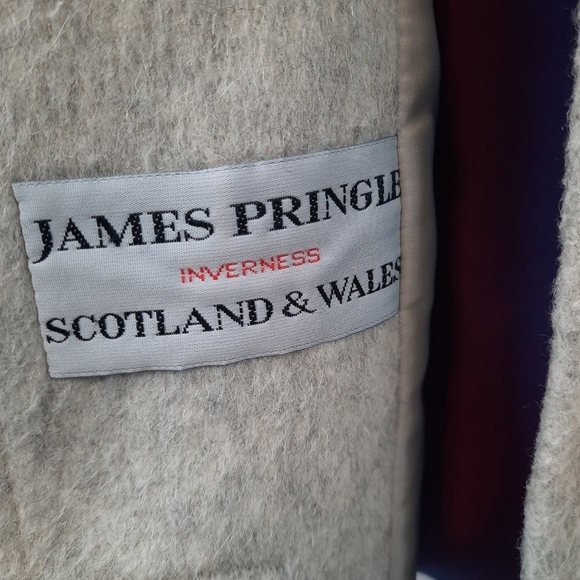 JAMES PRINGLE
INVERNESS
SCOTLAND & WALES